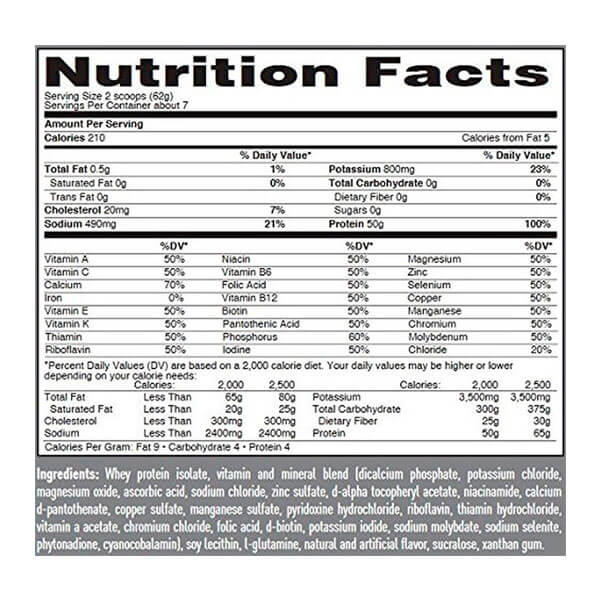 Nutrition Facts
Serving Size 2 scoops (62g)
Servings Per Container about 7
Amount Per Serving
Calories 210 Calories from Fat 5
% Daily Value* % Daily Value*
Total Fat 0.5g 1% Potassium 800mg 23%
Saturated Fat 0g 0% Total Carbohydrate 0g 0%
Trans Fat 0g Dietary Fiber 0g 0%
Cholesterol 20mg 7% Sugars 0g
Sodium 490mg 21% Protein 50g 100%
%DV* %DV* %DV*
Vitamin A 50% Niacin 50% Magnesium 50%
Vitamin C 50% Vitamin B6 50% Zinc 50%
Calcium 70% Folic Acid 50% Selenium 50%
Iron 0% Vitamin B12 50% Copper 50%
Vitamin E 50% Biotin 50% Manganese 50%
Vitamin K 50% Pantothenic Acid 50% Chromium 50%
Thiamin 50% Phosphorus 60% Molybdenum 50%
Riboflavin 50% Iodine 50% Chloride 20%
*Percent Daily Values (DV) are based on a 2,000 calorie diet. Your daily values may be higher or lower
depending on your calorie needs:
Calories: 2,000 2,500 Calories: 2,000 2,500
Total Fat Less Than 65g 80g Potassium 3,500mg 3,500mg
Saturated Fat Less Than 20g 25g Total Carbohydrate 300g 375g
Cholesterol Less Than 300mg 300mg Dietary Fiber 25g 30g
Sodium Less Than 2400mg 2400mg Protein 50g 65g
Calories Per Gram: Fat 9 • Carbohydrate 4 • Protein 4
Ingredients: Whey protein isolate, vitamin and mineral blend (dicalcium phosphate, potassium chloride,
magnesium oxide, ascorbic acid, sodium chloride, zinc sulfate, d-alpha tocopheryl acetate, niacinamide, calcium
d-pantothenate, copper sulfate, manganese sulfate, pyridoxine hydrochloride, riboflavin, thiamin hydrochloride,
vitamin a acetate, chromium chloride, folic acid, d-biotin, potassium iodide, sodium molybdate, sodium selenite,
phytonadione, cyanocobalamin), soy lecithin, l-glutamine, natural and artificial flavor, sucralose, xanthan gum.